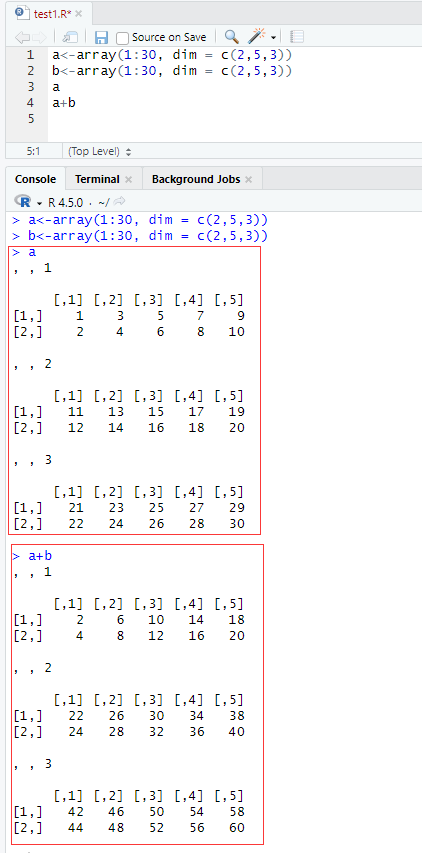 test1.R* ×
Source on Save
1 a<-array(1:30, dim = c(2,5,3))
2 b<-array(1:30, dim = c(2,5,3))
3 a
4 a+b
5
5:1 (Top Level)
Console Terminal × Background Jobs ×
R R 4.5.0 · ~/
> a<-array(1:30, dim = c(2,5,3))
> b<-array(1:30, dim = c(2,5,3))
> a
, , 1
[,1] [,2] [,3] [,4] [,5]
[1,] 1 3 5 7 9
[2,] 2 4 6 8 10
, , 2
[,1] [,2] [,3] [,4] [,5]
[1,] 11 13 15 17 19
[2,] 12 14 16 18 20
, , 3
[,1] [,2] [,3] [,4] [,5]
[1,] 21 23 25 27 29
[2,] 22 24 26 28 30
> a+b
, , 1
[,1] [,2] [,3] [,4] [,5]
[1,] 2 6 10 14 18
[2,] 4 8 12 16 20
, , 2
[,1] [,2] [,3] [,4] [,5]
[1,] 22 26 30 34 38
[2,] 24 28 32 36 40
, , 3
[,1] [,2] [,3] [,4] [,5]
[1,] 42 46 50 54 58
[2,] 44 48 52 56 60